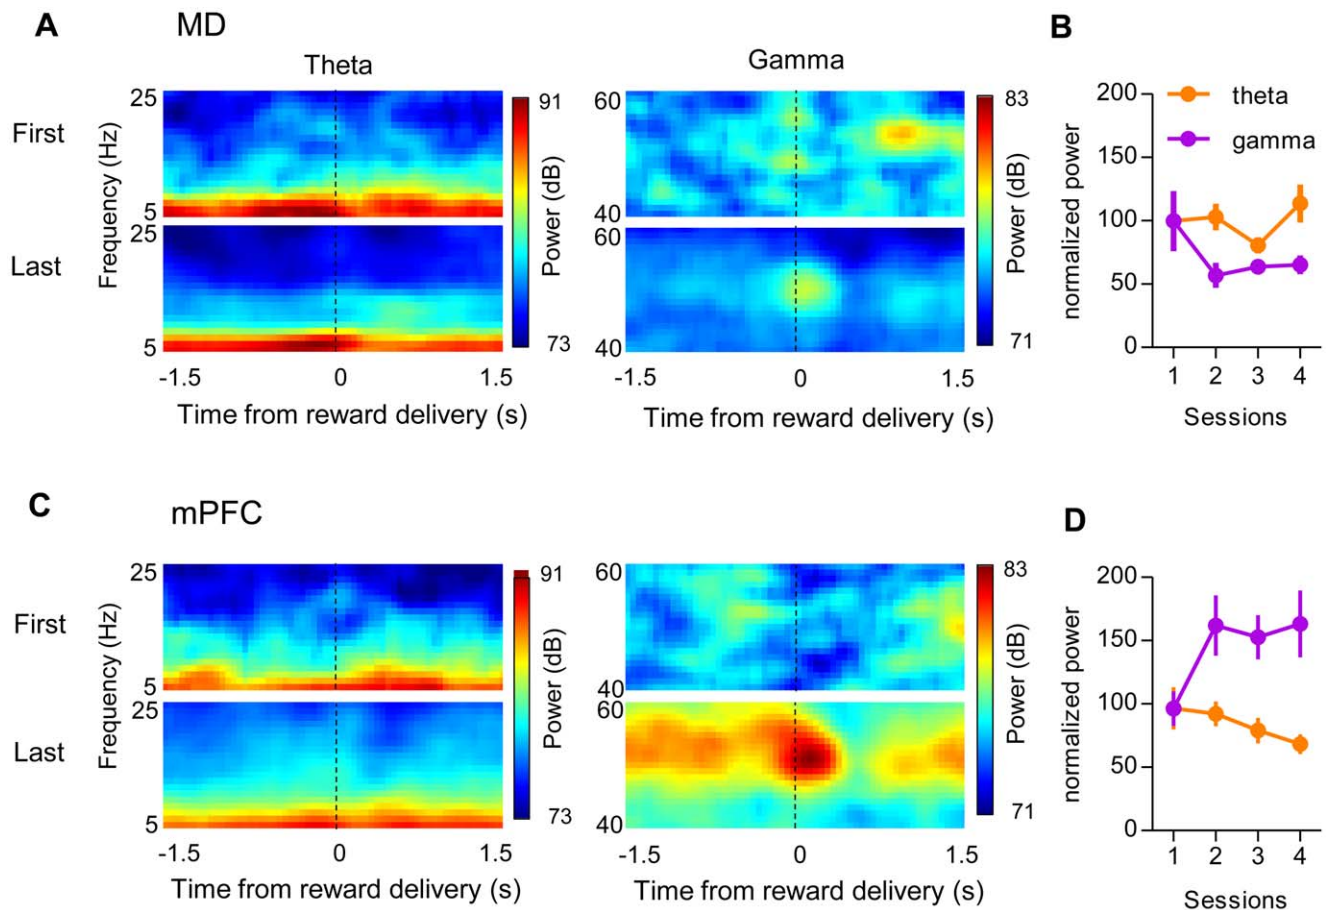 A MD B
Theta Gamma
First Frequency (Hz) 25 5 91 Power (dB) 60 40 83 Power (dB)
Last 25 5 73 60 40 71
-1.5 0 1.5 -1.5 0 1.5
Time from reward delivery (s) Time from reward delivery (s)
200 theta
150 gamma
100
50
0
normalized power
1 2 3 4
Sessions
C mPFC D
First Frequency (Hz) 25 5 91 Power (dB) 60 40 83 Power (dB)
Last 25 5 73 60 40 71
-1.5 0 1.5 -1.5 0 1.5
Time from reward delivery (s) Time from reward delivery (s)
200
150
100
50
0
normalized power
1 2 3 4
Sessions